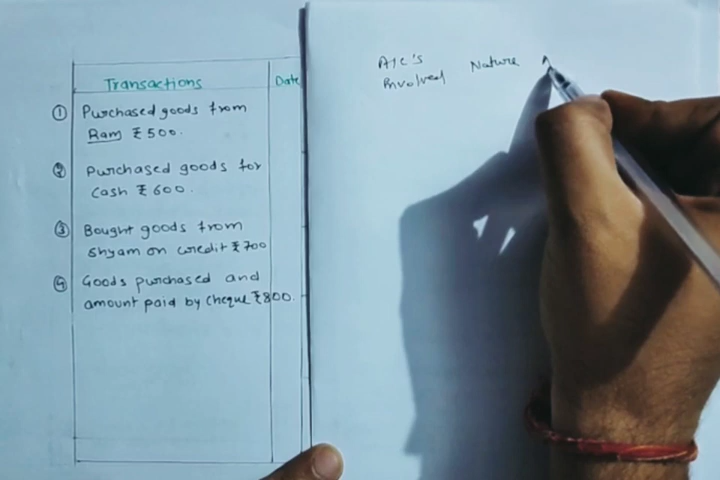 Transactions
Date
① Purchased goods from
Ram ₹ 500.
② Purchased goods for
cash ₹ 600.
③ Bought goods from
shyam on credit ₹ 700
④ Goods purchased and
amount paid by cheque ₹ 800.
A/c's Nature
Involved